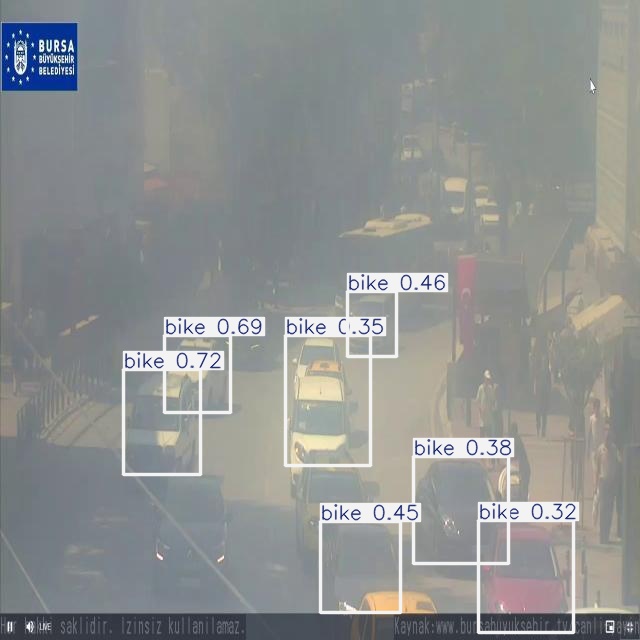 BURSA
BÜYÜKŞEHİR
BELEDİYESİ
bike 0.46
bike 0.69
bike 0.35
bike 0.72
bike 0.38
bike 0.45
bike 0.32
LIVE
saklidir. Izinsiz kullanilamaz.
Kaynak:www.bursabuyuksehir.tv/canli